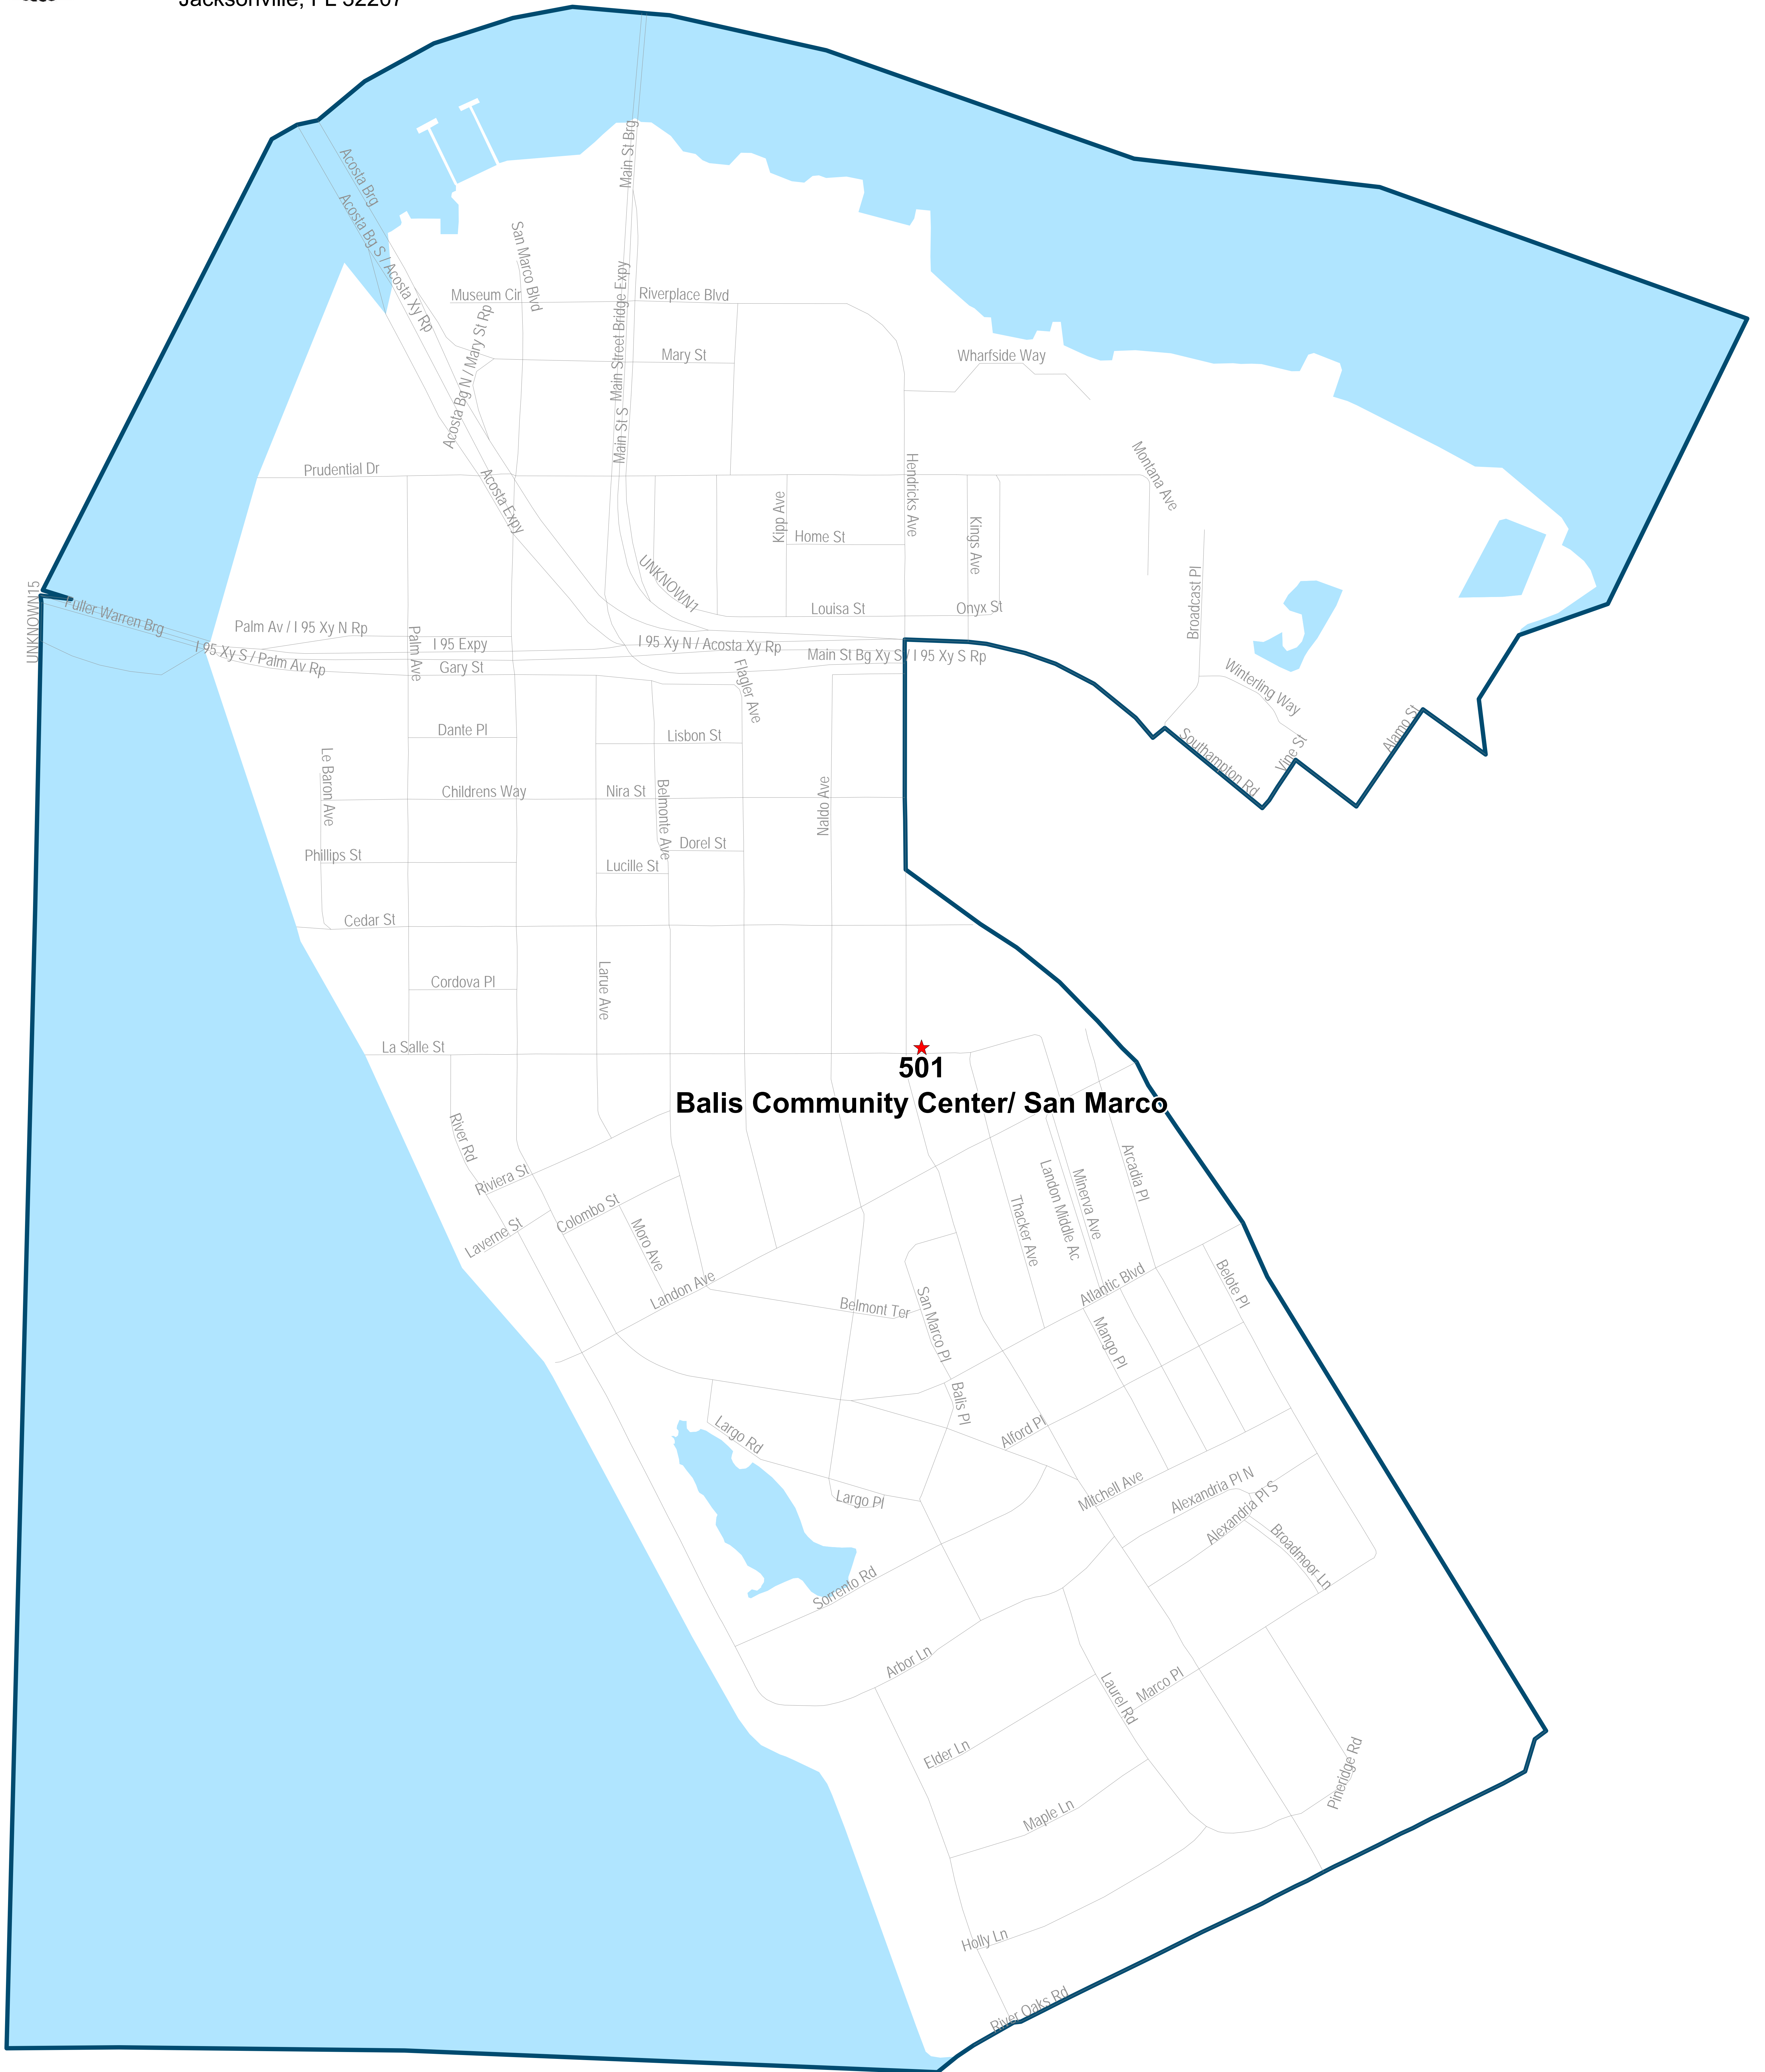 Jacksonville, FL 32207
Main St Brg
Acosta Brg
Acosta Bg S / Acosta Xy Rp
San Marco Blvd
Museum Cir
Riverplace Blvd
Main Street Bridge Expy
Acosta Bg N / Mary St Rp
Mary St
Wharfside Way
Main St S
Prudential Dr
Acosta Expy
Hendricks Ave
Montana Ave
Kipp Ave
Home St
Kings Ave
UNKNOWN1
Louisa St
Onyx St
Broadcast Pl
UNKNOWN15
Fuller Warren Brg
Palm Av / I 95 Xy N Rp
I 95 Xy S / Palm Av Rp
Palm Ave
I 95 Expy
I 95 Xy N / Acosta Xy Rp
Main St Bg Xy S / I 95 Xy S Rp
Gary St
Flagler Ave
Winterling Way
Southampton Rd
Vine St
Alamo St
Dante Pl
Lisbon St
Le Baron Ave
Childrens Way
Nira St
Belmonte Ave
Naldo Ave
Phillips St
Dorel St
Lucille St
Cedar St
Cordova Pl
Larue Ave
La Salle St
501
Balis Community Center/ San Marco
River Rd
Riviera St
Laverne St
Colombo St
Moro Ave
Landon Ave
Belmont Ter
Thacker Ave
Landon Middle Ac
Minerva Ave
Arcadia Pl
Atlantic Blvd
Belote Pl
San Marco Pl
Mango Pl
Balis Pl
Alford Pl
Largo Rd
Largo Pl
Mitchell Ave
Alexandria Pl N
Alexandria Pl S
Broadmoor Ln
Sorrento Rd
Arbor Ln
Laurel Rd
Marco Pl
Elder Ln
Pineridge Rd
Maple Ln
Holly Ln
River Oaks Rd